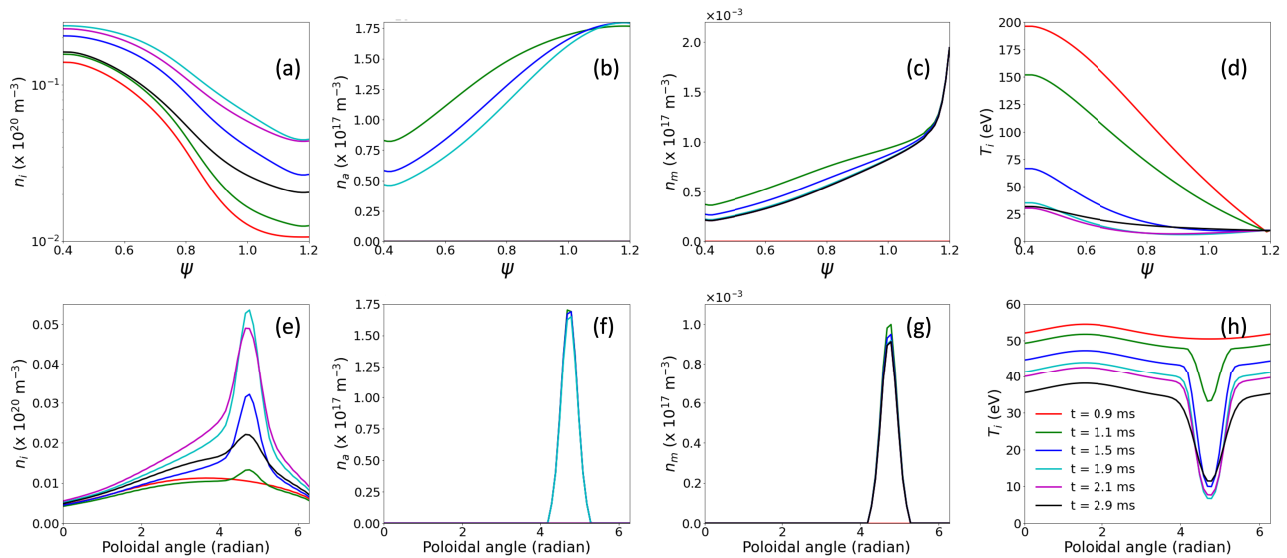 (a)
n_i (x 10^20 m^−3)
10^−1
10^−2
0.4 0.6 0.8 1.0 1.2
ψ
(b)
n_a (x 10^17 m^−3)
1.75
1.50
1.25
1.00
0.75
0.50
0.25
0.00
0.4 0.6 0.8 1.0 1.2
ψ
×10^−3
(c)
n_m (x 10^17 m^−3)
2.0
1.5
1.0
0.5
0.0
0.4 0.6 0.8 1.0 1.2
ψ
(d)
T_i (eV)
200
175
150
125
100
75
50
25
0
0.4 0.6 0.8 1.0 1.2
ψ
(e)
n_i (x 10^20 m^−3)
0.05
0.04
0.03
0.02
0.01
0.00
0 2 4 6
Poloidal angle (radian)
(f)
n_a (x 10^17 m^−3)
1.75
1.50
1.25
1.00
0.75
0.50
0.25
0.00
0 2 4 6
Poloidal angle (radian)
×10^−3
(g)
n_m (x 10^17 m^−3)
1.0
0.8
0.6
0.4
0.2
0.0
0 2 4 6
Poloidal angle (radian)
(h)
T_i (eV)
60
50
40
30
20
10
0
t = 0.9 ms
t = 1.1 ms
t = 1.5 ms
t = 1.9 ms
t = 2.1 ms
t = 2.9 ms
0 2 4 6
Poloidal angle (radian)